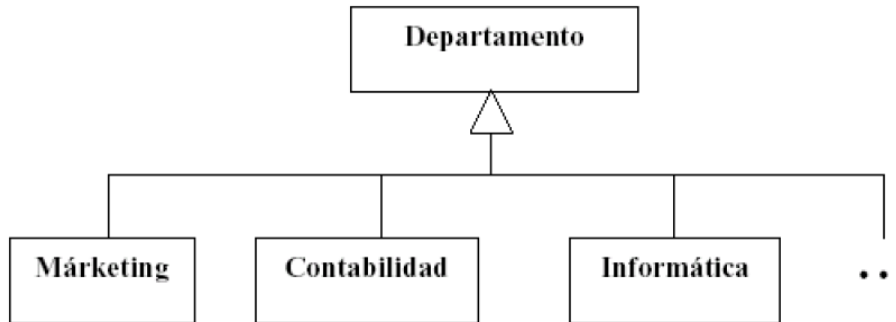 Departamento
Márketing
Contabilidad
Informática
..